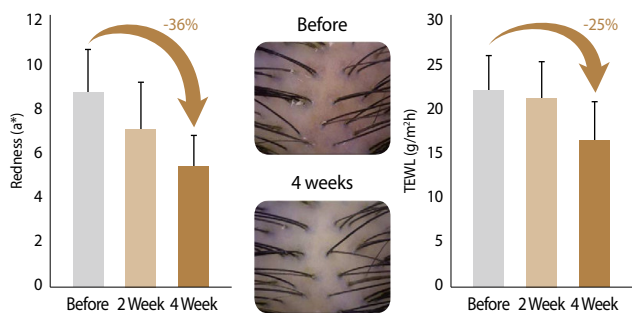 12
10
8
6
4
2
0
Redness (a*)
-36%
Before
2 Week
4 Week
Before
4 weeks
30
25
20
15
10
5
0
TEWL (g/m²h)
-25%
Before
2 Week
4 Week